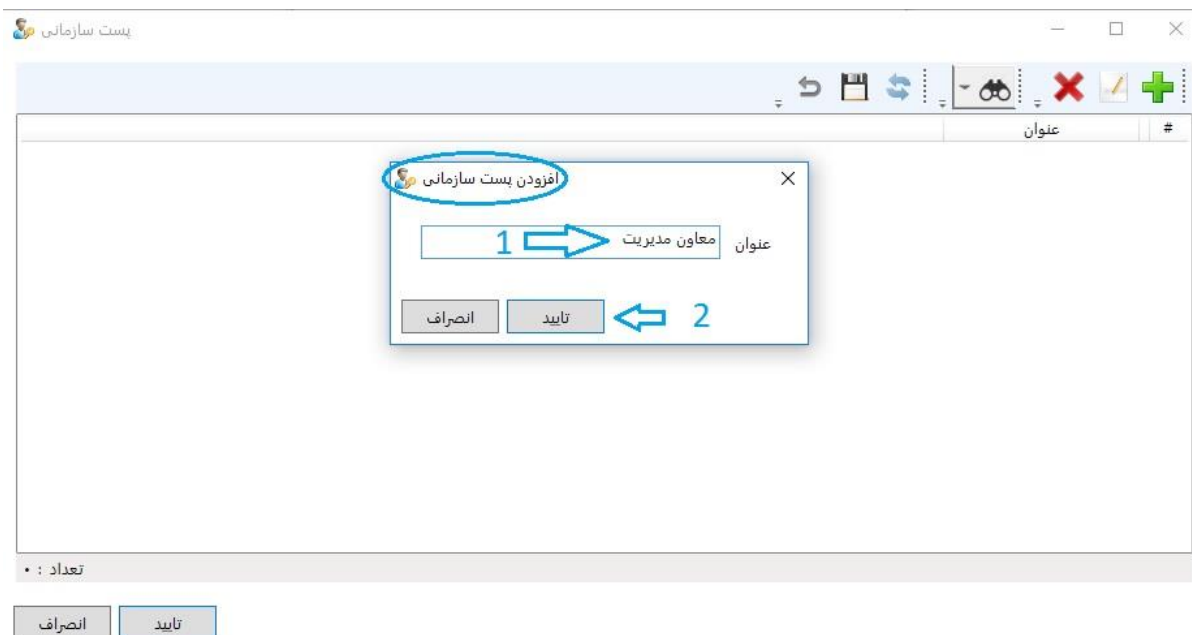 پست سازمانی
# عنوان
افزودن پست سازمانی
عنوان معاون مدیریت 1
تایید انصراف 2
تعداد : ۰
تایید انصراف